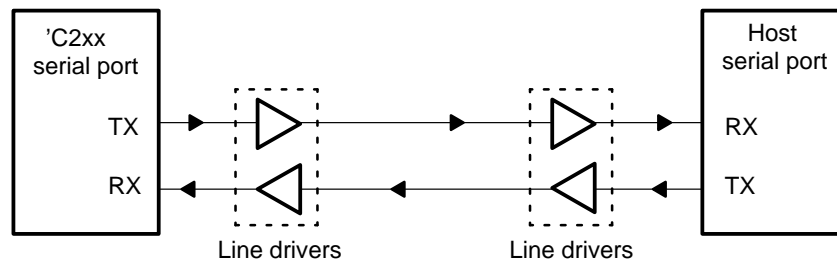 ’C2xx
serial port
Host
serial port
TX
RX
RX
TX
Line drivers
Line drivers